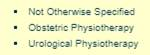 ▪ Not Otherwise Specified
▪ Obstetric Physiotherapy
▪ Urological Physiotherapy